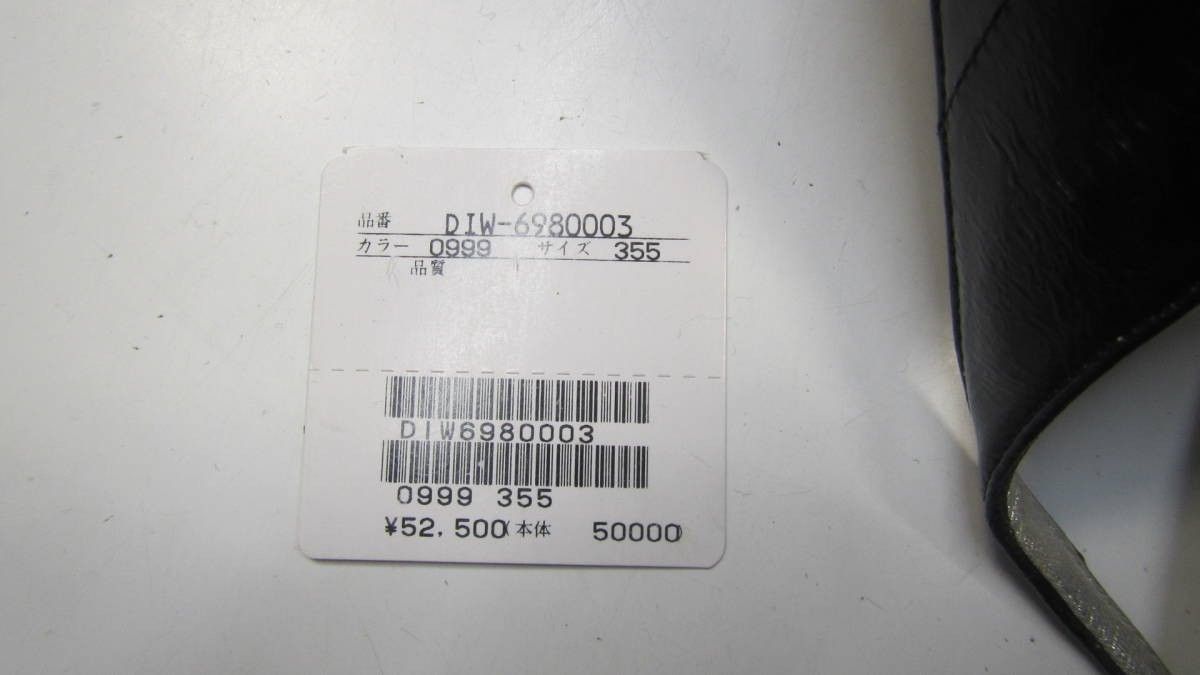 品番 DIW-6980003
カラー 0999 サイズ 355
品質
DIW6980003
0999 355
¥52,500(本体 50000)